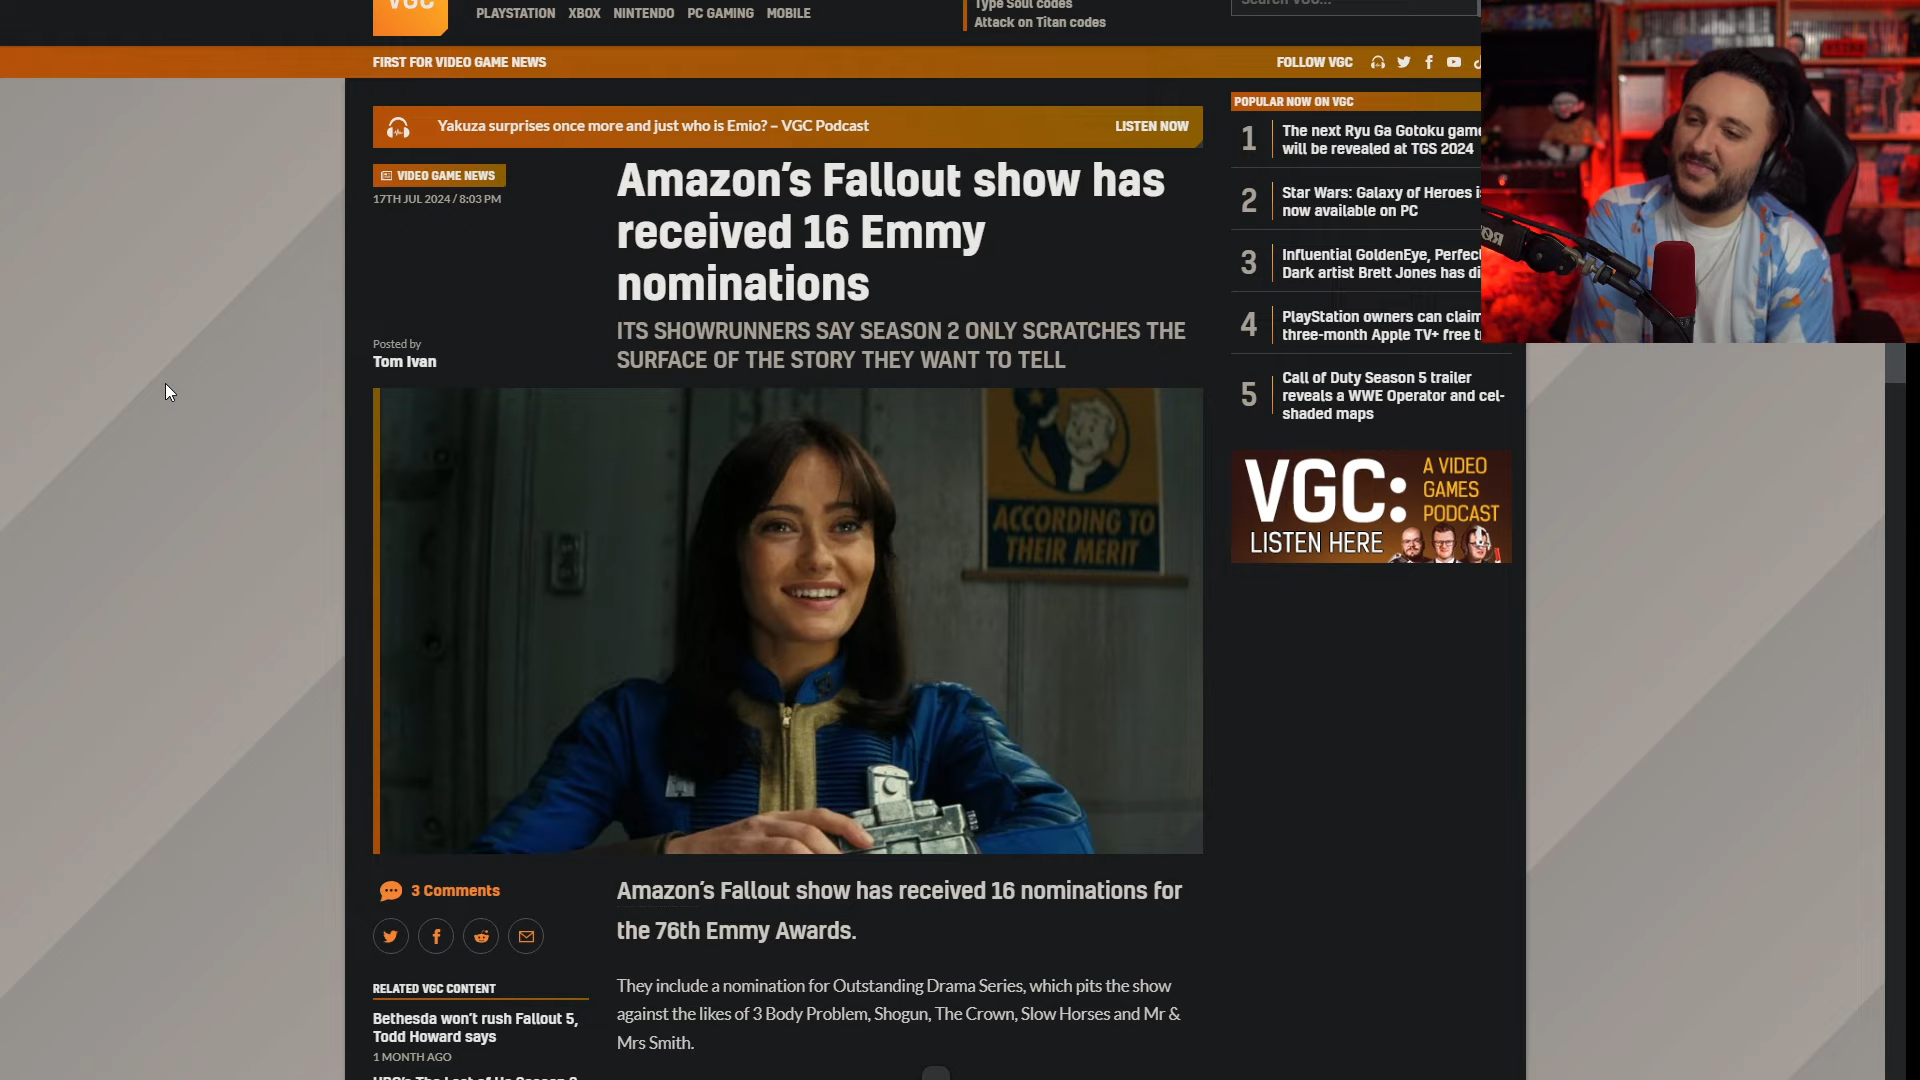 VGC
PLAYSTATION XBOX NINTENDO PC GAMING MOBILE
Type Soul codes
Attack on Titan codes
Search VGC...
FIRST FOR VIDEO GAME NEWS
FOLLOW VGC
Yakuza surprises once more and just who is Emio? – VGC Podcast
LISTEN NOW
VIDEO GAME NEWS
17TH JUL 2024 / 8:03 PM
Amazon’s Fallout show has
received 16 Emmy
nominations
ITS SHOWRUNNERS SAY SEASON 2 ONLY SCRATCHES THE
SURFACE OF THE STORY THEY WANT TO TELL
Posted by
Tom Ivan
ACCORDING TO
THEIR MERIT
3 Comments
Amazon’s Fallout show has received 16 nominations for
the 76th Emmy Awards.
They include a nomination for Outstanding Drama Series, which pits the show
against the likes of 3 Body Problem, Shogun, The Crown, Slow Horses and Mr &
Mrs Smith.
RELATED VGC CONTENT
Bethesda won’t rush Fallout 5,
Todd Howard says
1 MONTH AGO
POPULAR NOW ON VGC
1
The next Ryu Ga Gotoku game
will be revealed at TGS 2024
2
Star Wars: Galaxy of Heroes i
now available on PC
3
Influential GoldenEye, Perfec
Dark artist Brett Jones has di
4
PlayStation owners can claim
three-month Apple TV+ free t
5
Call of Duty Season 5 trailer
reveals a WWE Operator and cel-
shaded maps
VGC:
A VIDEO
GAMES
PODCAST
LISTEN HERE